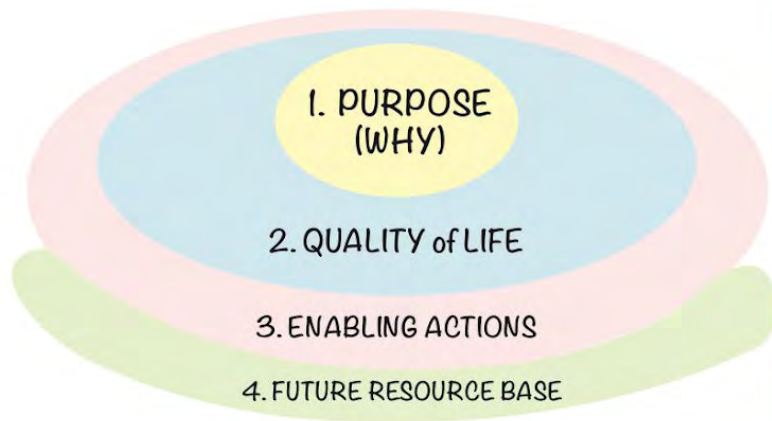 1. PURPOSE
(WHY)
2. QUALITY of LIFE
3. ENABLING ACTIONS
4. FUTURE RESOURCE BASE